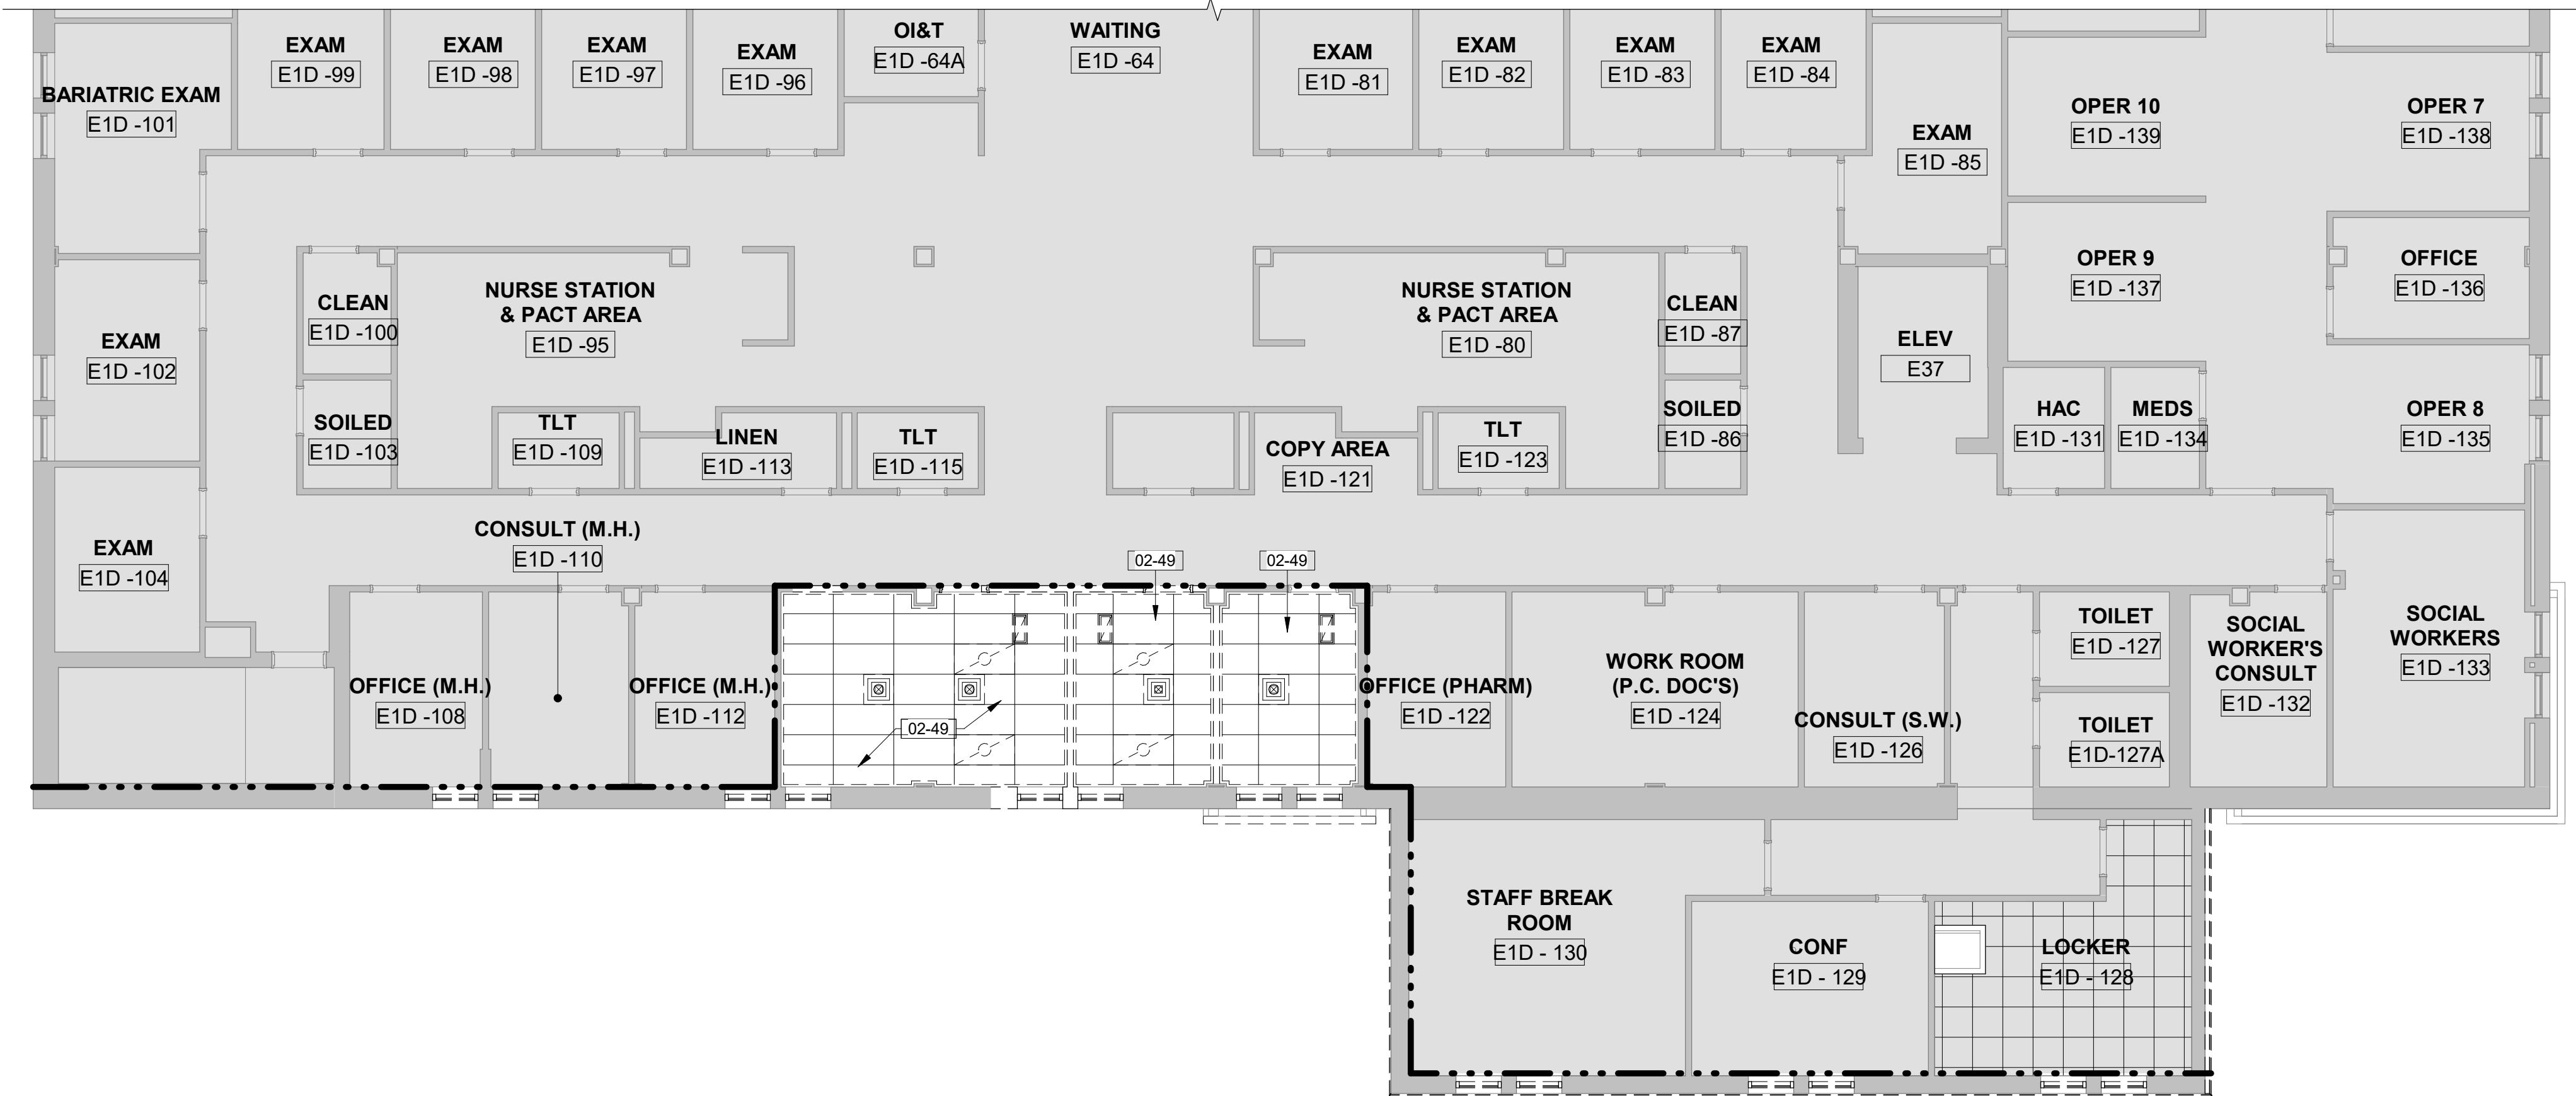 EXAM
E1D -99
EXAM
E1D -98
EXAM
E1D -97
EXAM
E1D -96
OI&T
E1D -64A
WAITING
E1D -64
EXAM
E1D -81
EXAM
E1D -82
EXAM
E1D -83
EXAM
E1D -84
BARIATRIC EXAM
E1D -101
EXAM
E1D -85
OPER 10
E1D -139
OPER 7
E1D -138
CLEAN
E1D -100
NURSE STATION
& PACT AREA
E1D -95
NURSE STATION
& PACT AREA
E1D -80
CLEAN
E1D -87
OPER 9
E1D -137
OFFICE
E1D -136
EXAM
E1D -102
ELEV
E37
SOILED
E1D -103
TLT
E1D -109
LINEN
E1D -113
TLT
E1D -115
COPY AREA
E1D -121
TLT
E1D -123
SOILED
E1D -86
HAC
E1D -131
MEDS
E1D -134
OPER 8
E1D -135
EXAM
E1D -104
CONSULT (M.H.)
E1D -110
02-49
02-49
OFFICE (M.H.)
E1D -108
OFFICE (M.H.)
E1D -112
02-49
OFFICE (PHARM)
E1D -122
WORK ROOM
(P.C. DOC'S)
E1D -124
CONSULT (S.W.)
E1D -126
TOILET
E1D -127
TOILET
E1D-127A
SOCIAL
WORKER'S
CONSULT
E1D -132
SOCIAL
WORKERS
E1D -133
STAFF BREAK
ROOM
E1D - 130
CONF
E1D - 129
LOCKER
E1D - 128